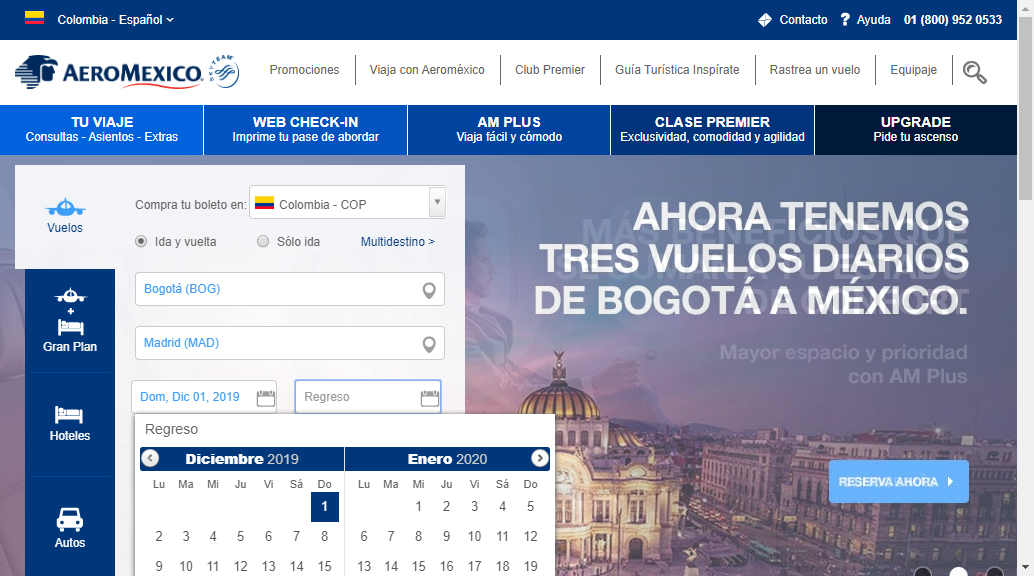 Colombia - Español
Contacto
? Ayuda
01 (800) 952 0533
AEROMEXICO.
SKYTEAM
Promociones
Viaja con Aeroméxico
Club Premier
Guía Turística Inspírate
Rastrea un vuelo
Equipaje
TU VIAJE
Consultas - Asientos - Extras
WEB CHECK-IN
Imprime tu pase de abordar
AM PLUS
Viaja fácil y cómodo
CLASE PREMIER
Exclusividad, comodidad y agilidad
UPGRADE
Pide tu ascenso
Vuelos
+
Gran Plan
Hoteles
Autos
Compra tu boleto en:
Colombia - COP
Ida y vuelta
Sólo ida
Multidestino >
Bogotá (BOG)
Madrid (MAD)
Dom, Dic 01, 2019
Regreso
Regreso
Diciembre 2019
Lu Ma Mi Ju Vi Sá Do
1
2 3 4 5 6 7 8
9 10 11 12 13 14 15
Enero 2020
Lu Ma Mi Ju Vi Sá Do
1 2 3 4 5
6 7 8 9 10 11 12
13 14 15 16 17 18 19
AHORA TENEMOS
TRES VUELOS DIARIOS
DE BOGOTÁ A MÉXICO.
MÁS BENEFICIOS QUE
Mayor espacio y prioridad
con AM Plus
RESERVA AHORA